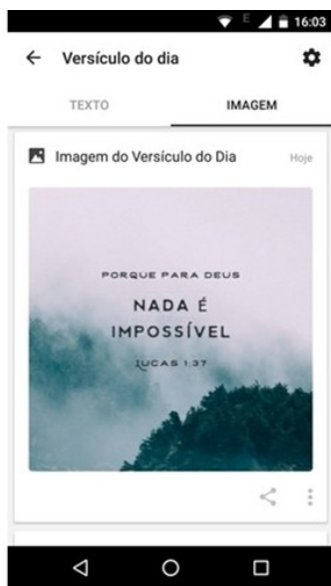 E 16:03
Versículo do dia
TEXTO IMAGEM
Imagem do Versículo do Dia Hoje
PORQUE PARA DEUS
NADA É
IMPOSSÍVEL
LUCAS 1:37